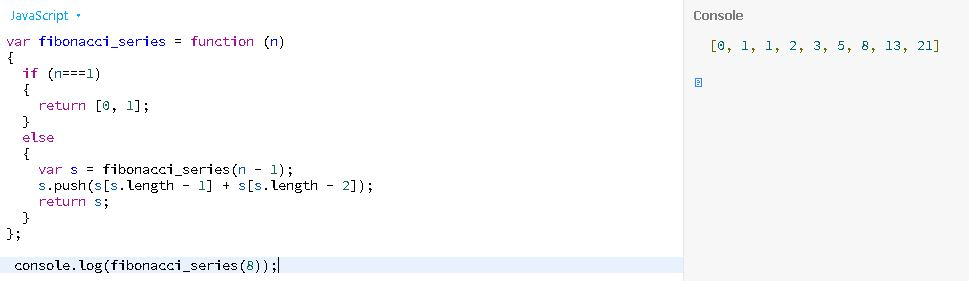 JavaScript
var fibonacci_series = function (n)
{
  if (n===1)
  {
    return [0, 1];
  }
  else
  {
    var s = fibonacci_series(n - 1);
    s.push(s[s.length - 1] + s[s.length - 2]);
    return s;
  }
};
 console.log(fibonacci_series(8));
Console
[0, 1, 1, 2, 3, 5, 8, 13, 21]